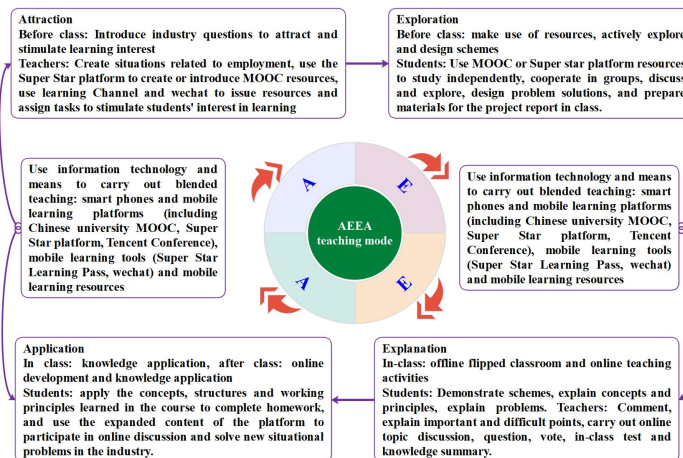 Attraction
Before class: Introduce industry questions to attract and
stimulate learning interest
Teachers: Create situations related to employment, use the
Super Star platform to create or introduce MOOC resources,
use learning Channel and wechat to issue resources and
assign tasks to stimulate students' interest in learning
Exploration
Before class: make use of resources, actively explore
and design schemes
Students: Use MOOC or Super star platform resources
to study independently, cooperate in groups, discuss
and explore, design problem solutions, and prepare
materials for the project report in class.
Use information technology and
means to carry out blended
teaching: smart phones and mobile
learning platforms (including
Chinese university MOOC, Super
Star platform, Tencent Conference),
mobile learning tools (Super Star
Learning Pass, wechat) and mobile
learning resources
A
E
AEEA
teaching mode
A
E
Use information technology and means
to carry out blended teaching: smart
phones and mobile learning platforms
(including Chinese university MOOC,
Super Star platform, Tencent
Conference), mobile learning tools
(Super Star Learning Pass, wechat)
and mobile learning resources
Application
In class: knowledge application, after class: online
development and knowledge application
Students: apply the concepts, structures and working
principles learned in the course to complete homework,
and use the expanded content of the platform to
participate in online discussion and solve new situational
problems in the industry.
Explanation
In-class: offline flipped classroom and online teaching
activities
Students: Demonstrate schemes, explain concepts and
principles, explain problems. Teachers: Comment,
explain important and difficult points, carry out online
topic discussion, question, vote, in-class test and
knowledge summary.